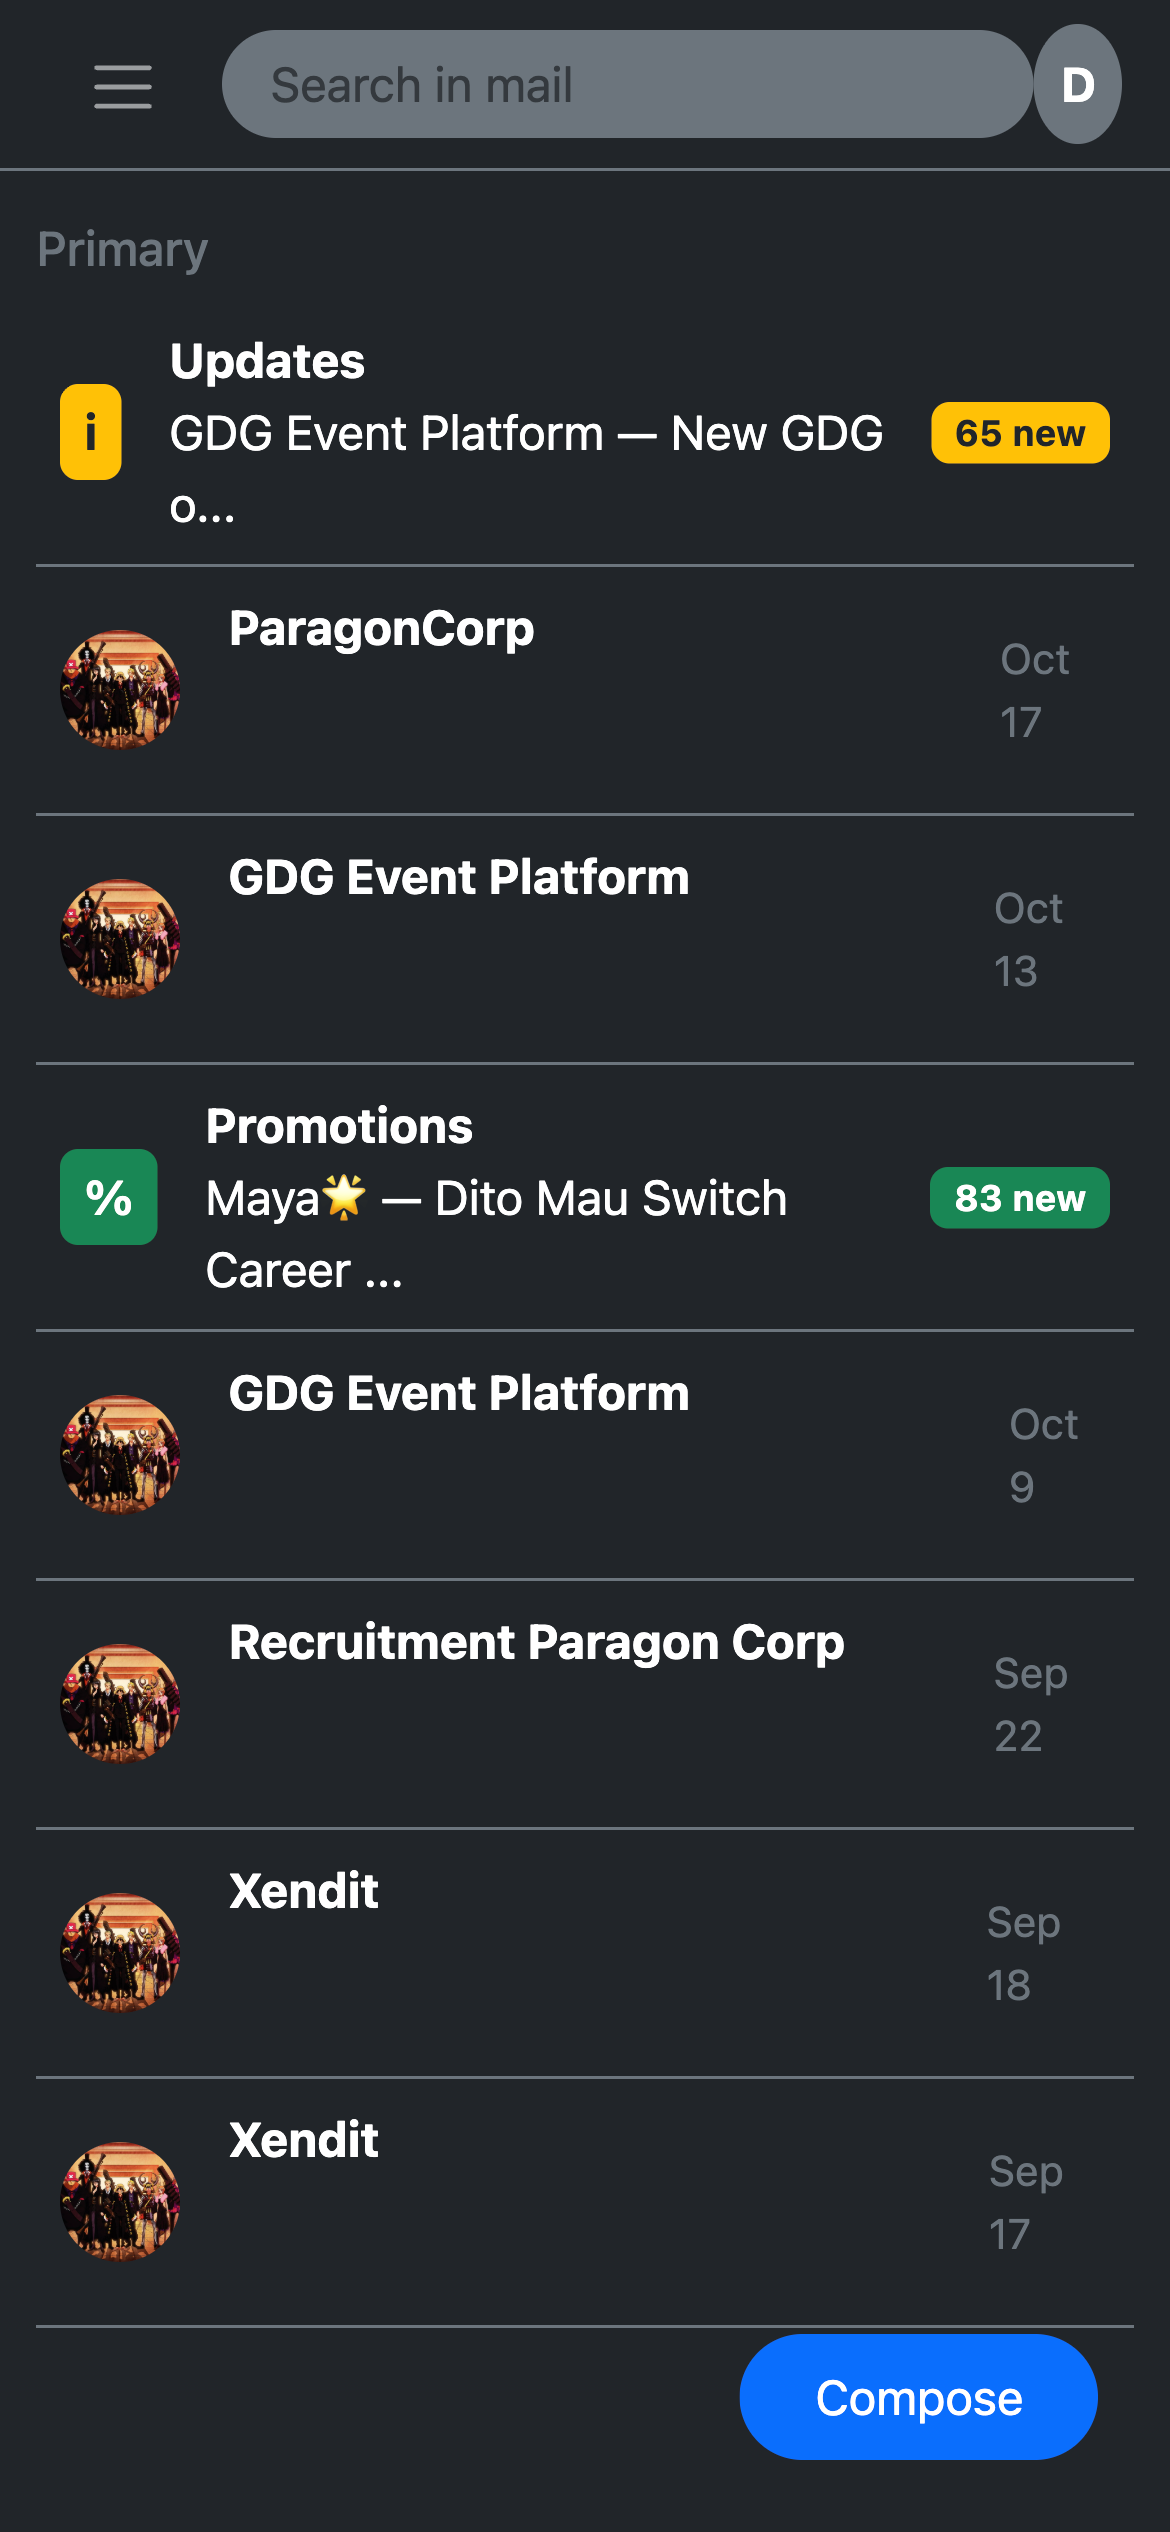 Search in mail
D
Primary
Updates
i
GDG Event Platform — New GDG
o...
65 new
ParagonCorp
Oct
17
GDG Event Platform
Oct
13
Promotions
%
Maya🌟 — Dito Mau Switch
Career ...
83 new
GDG Event Platform
Oct
9
Recruitment Paragon Corp
Sep
22
Xendit
Sep
18
Xendit
Sep
17
Compose